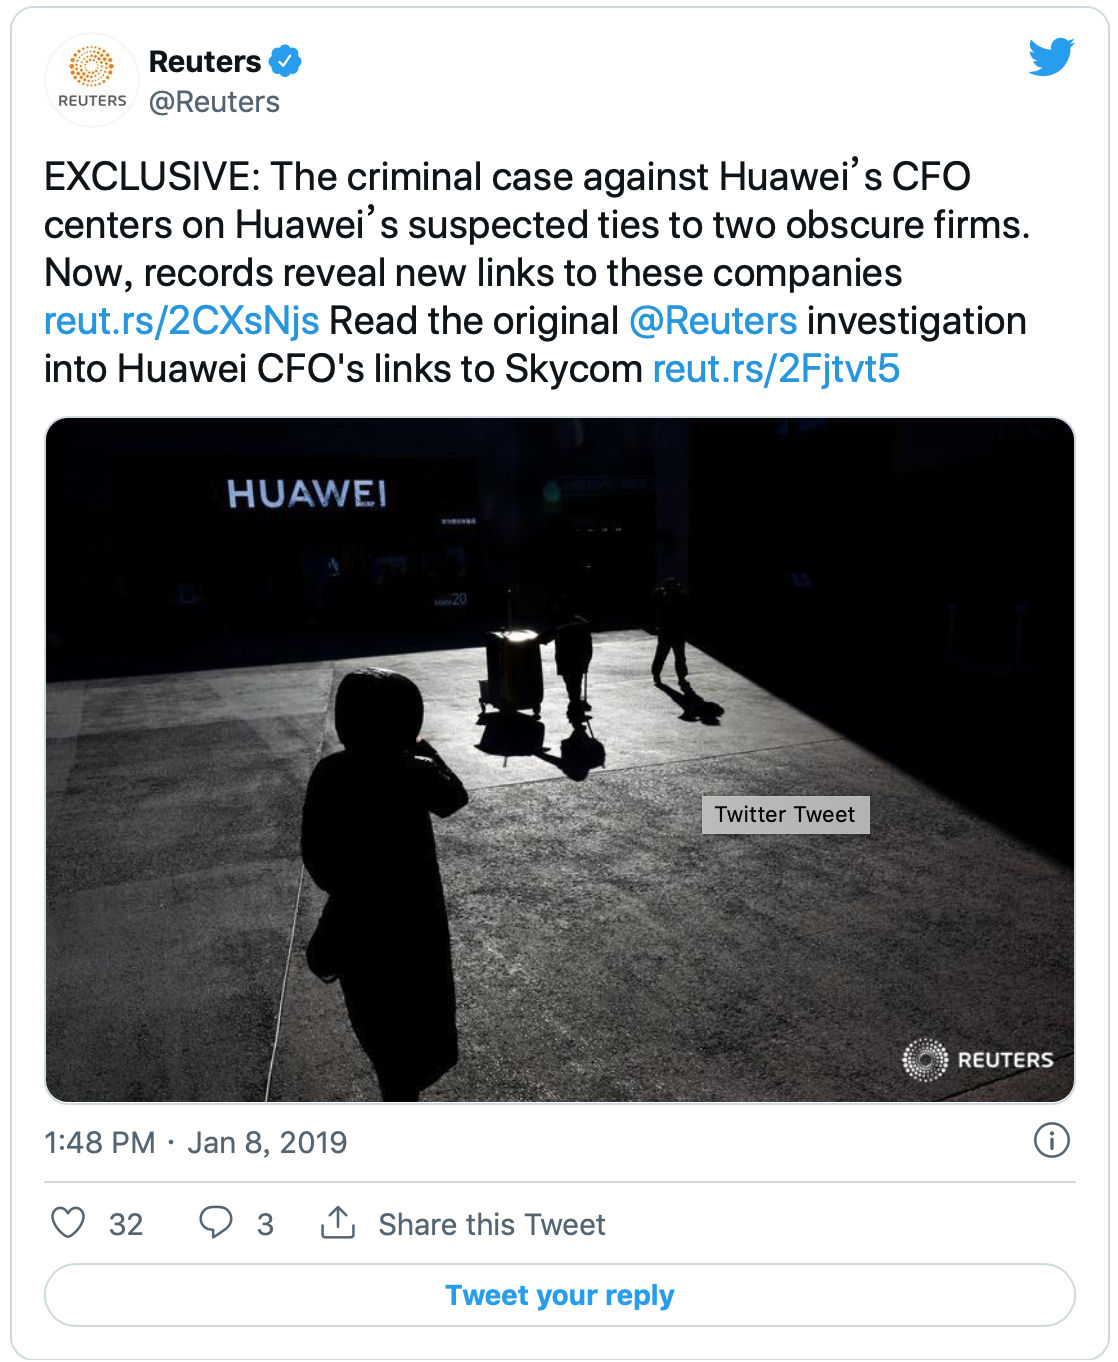 Reuters
@Reuters
REUTERS
EXCLUSIVE: The criminal case against Huawei’s CFO
centers on Huawei’s suspected ties to two obscure firms.
Now, records reveal new links to these companies
reut.rs/2CXsNjs Read the original @Reuters investigation
into Huawei CFO's links to Skycom reut.rs/2Fjtvt5
HUAWEI
20
Twitter Tweet
REUTERS
1:48 PM · Jan 8, 2019
32 3 Share this Tweet
Tweet your reply